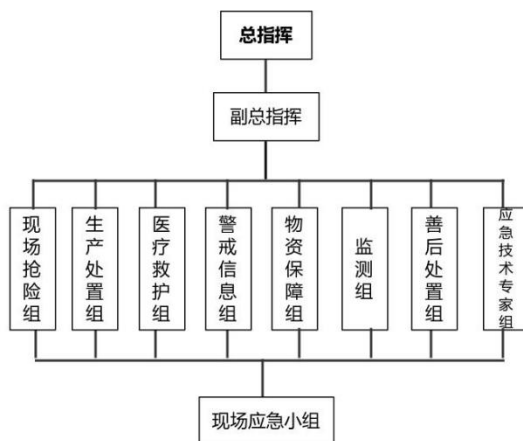 总指挥
副总指挥
现场抢险组
生产处置组
医疗救护组
警戒信息组
物资保障组
监测组
善后处置组
应急技术专家组
现场应急小组